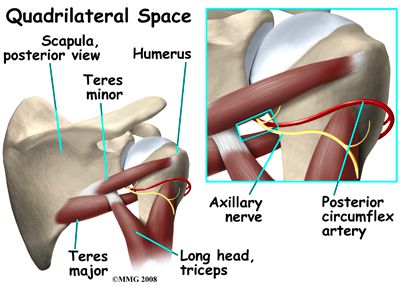 Quadrilateral Space
Scapula,
posterior view
Humerus
Teres
minor
Axillary
nerve
Posterior
circumflex
artery
Teres
major
Long head,
triceps
©MMG 2008